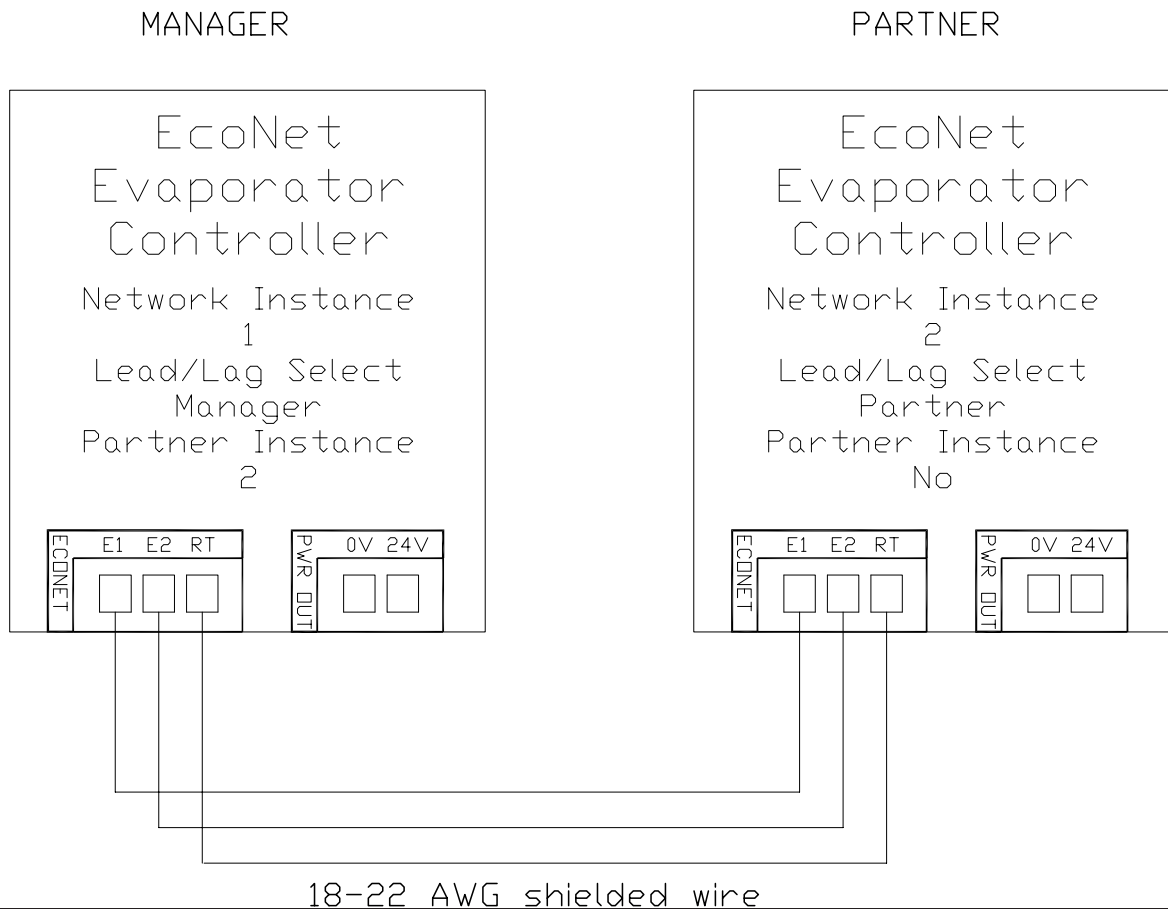 MANAGER
EcoNet
Evaporator
Controller
Network Instance
1
Lead/Lag Select
Manager
Partner Instance
2
ECONET
E1 E2 RT
PWR OUT
0V 24V
PARTNER
EcoNet
Evaporator
Controller
Network Instance
2
Lead/Lag Select
Partner
Partner Instance
No
ECONET
E1 E2 RT
PWR OUT
0V 24V
18-22 AWG shielded wire